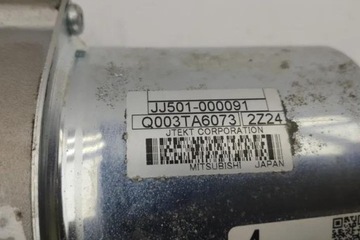 JJ501-000091
Q003TA6073 2Z24
JTEKT CORPORATION
MITSUBISHI JAPAN